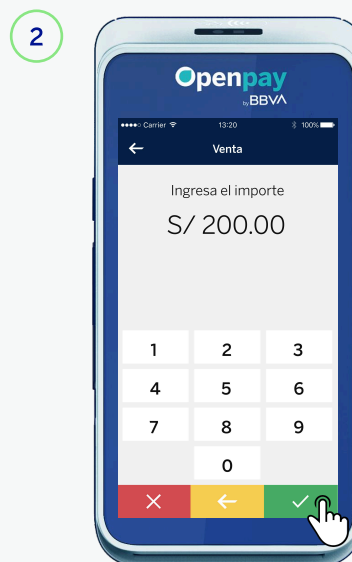 2
Openpay
by BBVA
Carrier 13:20 100%
Venta
Ingresa el importe
S/ 200.00
1 2 3
4 5 6
7 8 9
0